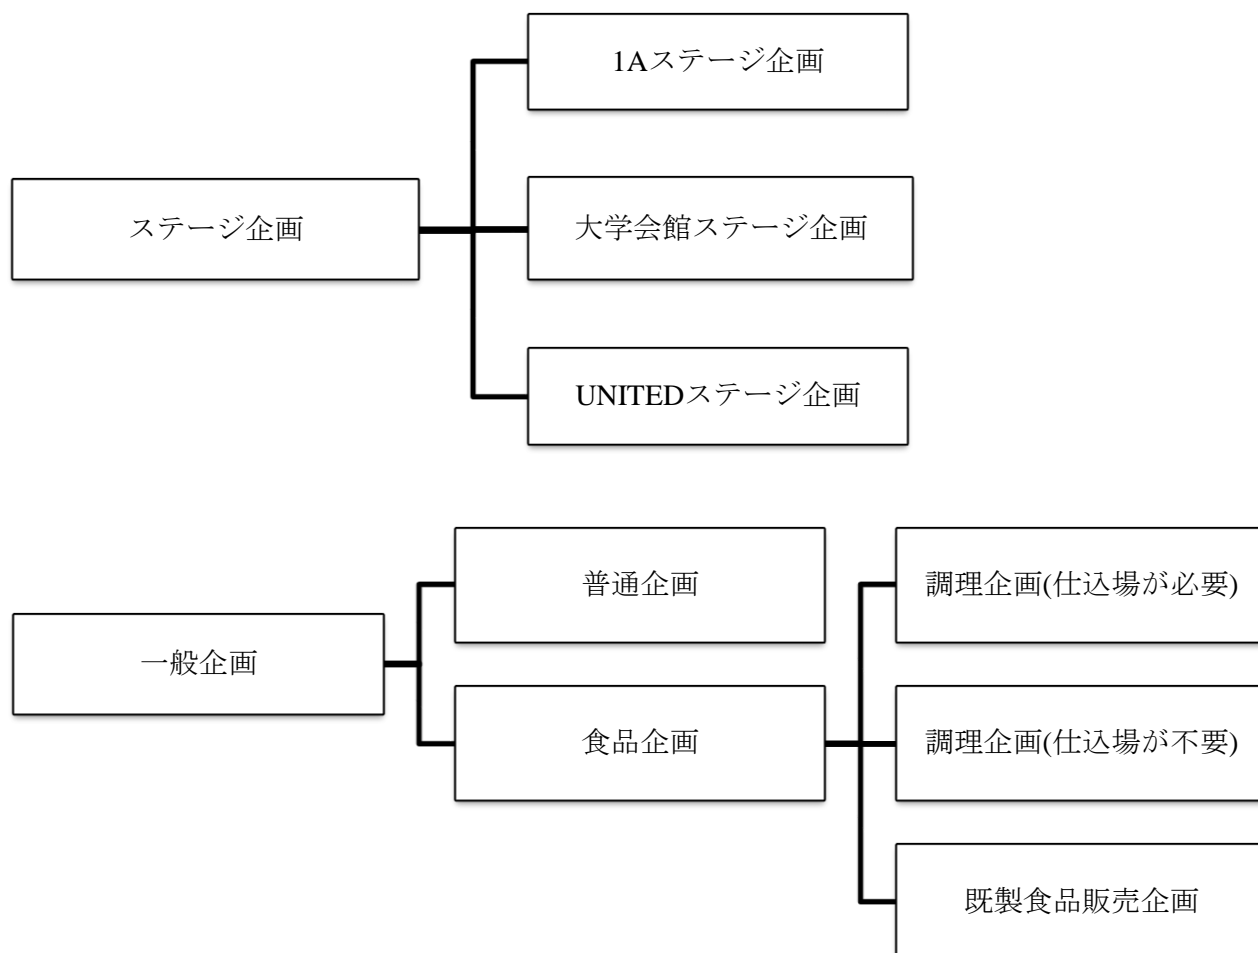 1Aステージ企画
ステージ企画
大学会館ステージ企画
UNITEDステージ企画
普通企画
調理企画(仕込場が必要)
一般企画
食品企画
調理企画(仕込場が不要)
既製食品販売企画